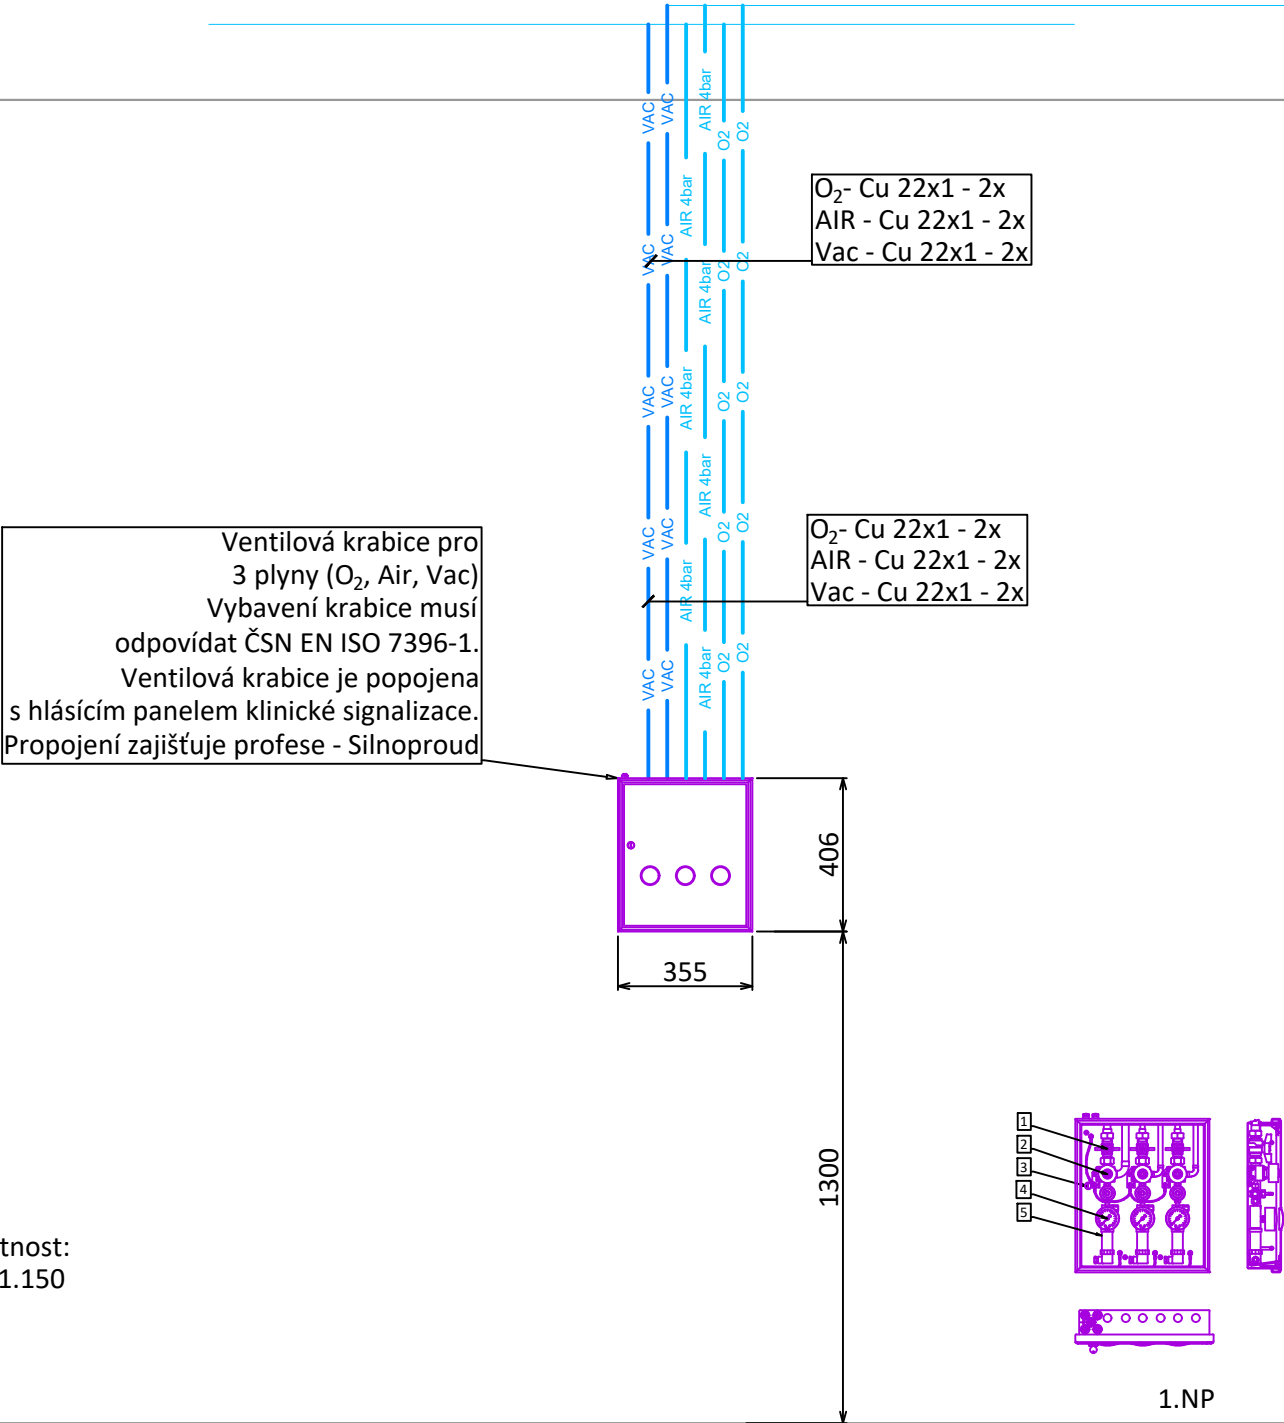 VAC
VAC
AIR 4bar
O2
O2
AIR 4bar
VAC
VAC
AIR 4bar
O2
O2
O₂- Cu 22x1 - 2x
AIR - Cu 22x1 - 2x
Vac - Cu 22x1 - 2x
VAC
VAC
AIR 4bar
AIR 4bar
O2
O2
VAC
VAC
AIR 4bar
AIR 4bar
O2
O2
O₂- Cu 22x1 - 2x
AIR - Cu 22x1 - 2x
Vac - Cu 22x1 - 2x
VAC
VAC
AIR 4bar
O2
O2
Ventilová krabice pro
3 plyny (O₂, Air, Vac)
Vybavení krabice musí
odpovídat ČSN EN ISO 7396-1.
Ventilová krabice je popojena
s hlásícím panelem klinické signalizace.
Propojení zajišťuje profese - Silnoproud
406
355
1300
1
2
3
4
5
tnost:
1.150
1.NP